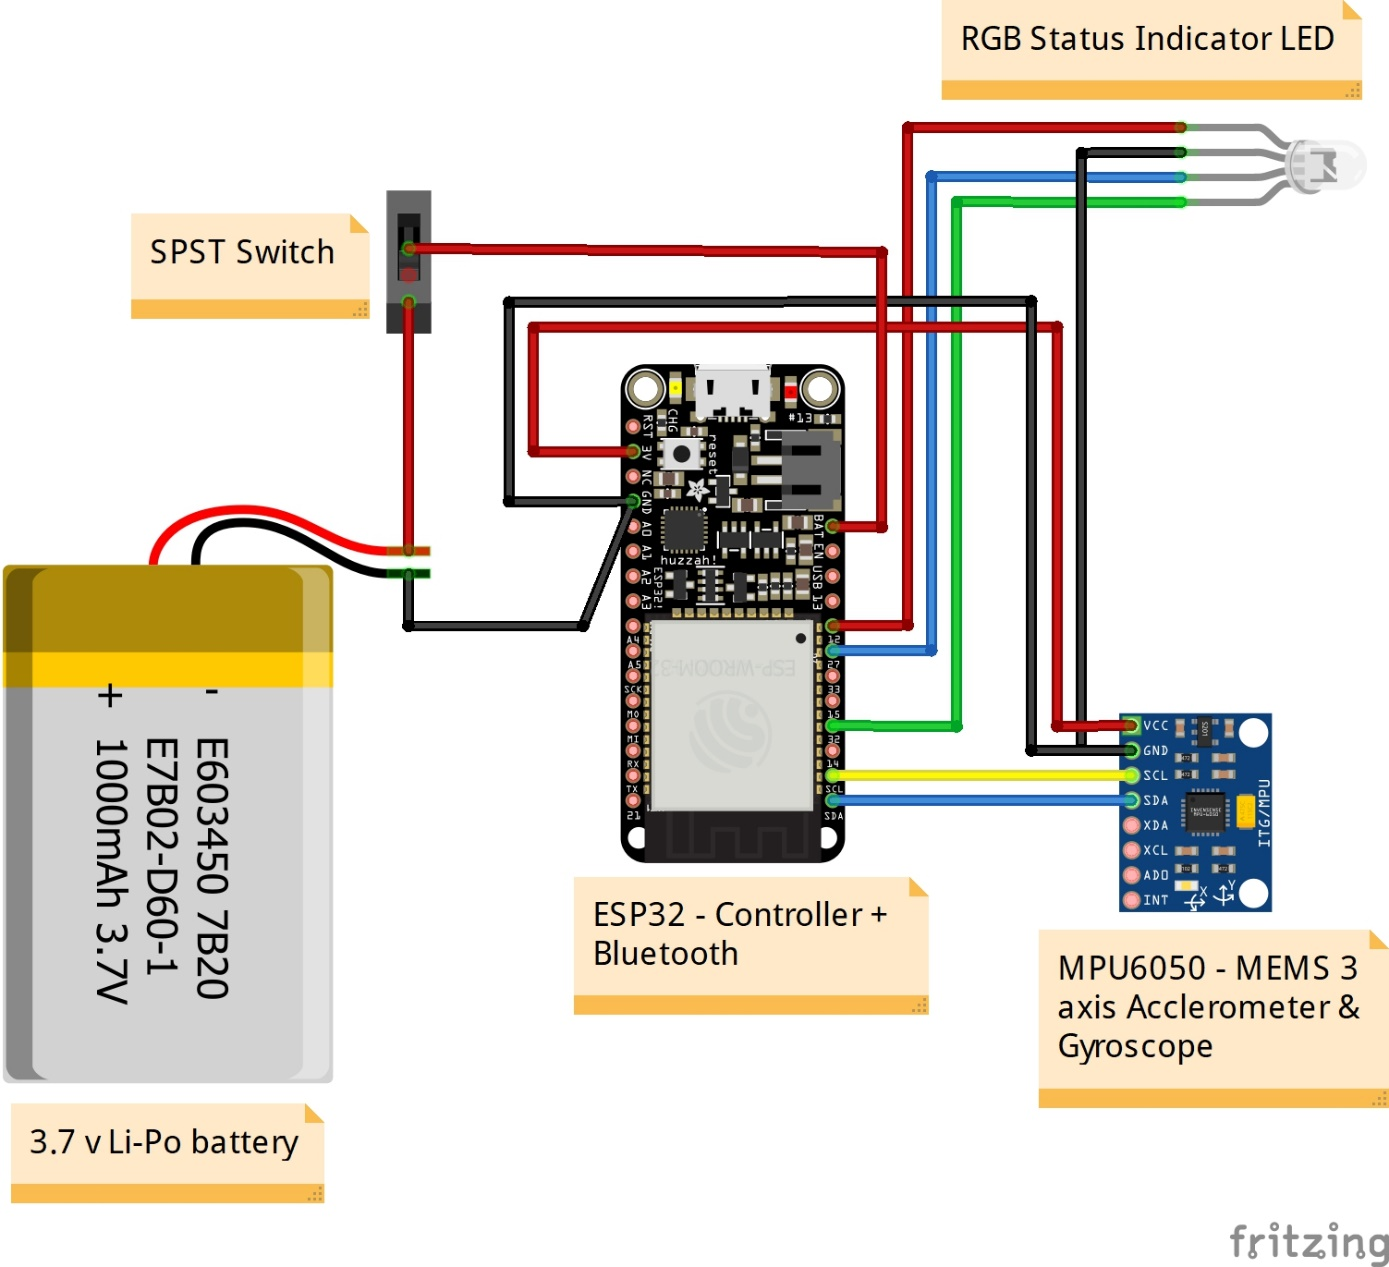 RGB Status Indicator LED
SPST Switch
RST
3V
NC
GND
A0
A1
A2
A3
A4
A5
SCK
MO
MI
RX
TX
21
CHG
reset
#13
huzzah!
ESP32!
BAT
EN
USB
13
12
27
33
15
32
14
SCL
SDA
+ -
E603450 7B20
E7B02-D60-1
1000mAh 3.7V
VCC
GND
SCL
SDA
XDA
XCL
ADO
INT
ITG/MPU
X
Y
ESP32 - Controller +
Bluetooth
MPU6050 - MEMS 3
axis Acclerometer &
Gyroscope
3.7 v Li-Po battery
fritzing